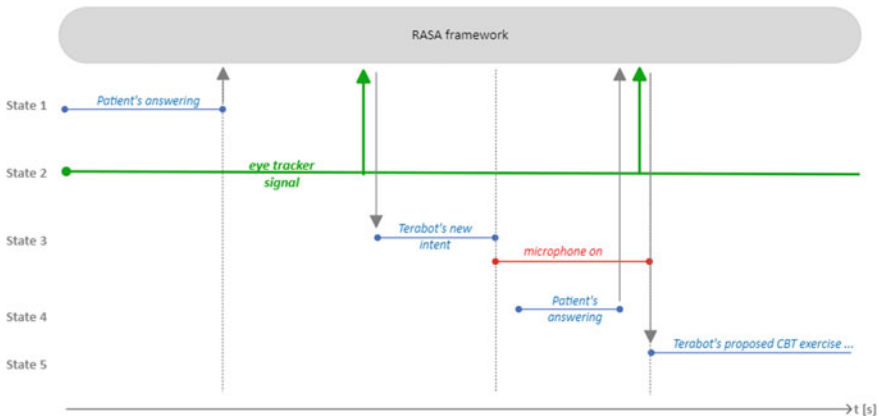 RASA framework
State 1
Patient's answering
State 2
eye tracker
signal
State 3
Terabot's new
intent
microphone on
State 4
Patient's
answering
Terabot's proposed CBT exercise ...
State 5
t [s]